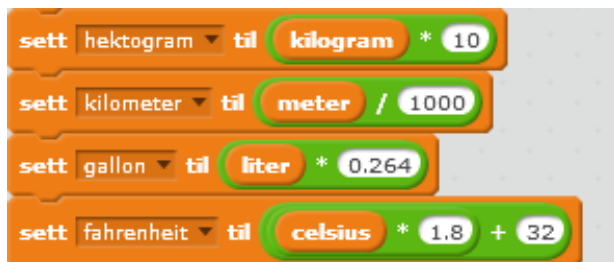 sett hektogram til kilogram * 10
sett kilometer til meter / 1000
sett gallon til liter * 0.264
sett fahrenheit til celsius * 1.8 + 32